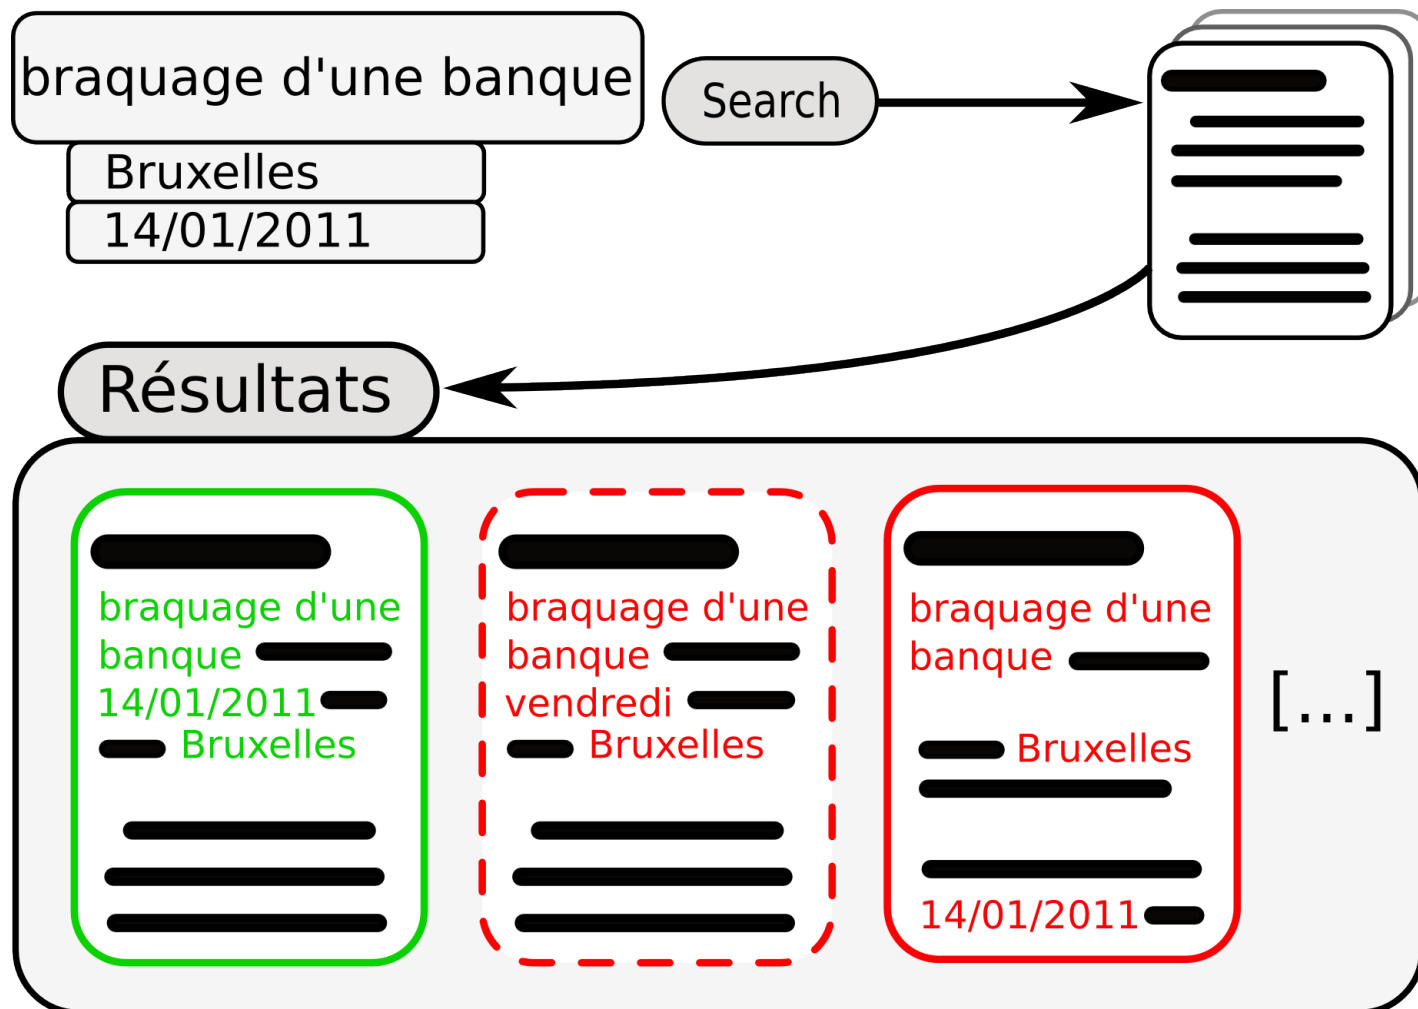 braquage d'une banque
Search
Bruxelles
14/01/2011
Résultats
braquage d'une
banque
14/01/2011
Bruxelles
braquage d'une
banque
vendredi
Bruxelles
braquage d'une
banque
Bruxelles
14/01/2011
[...]